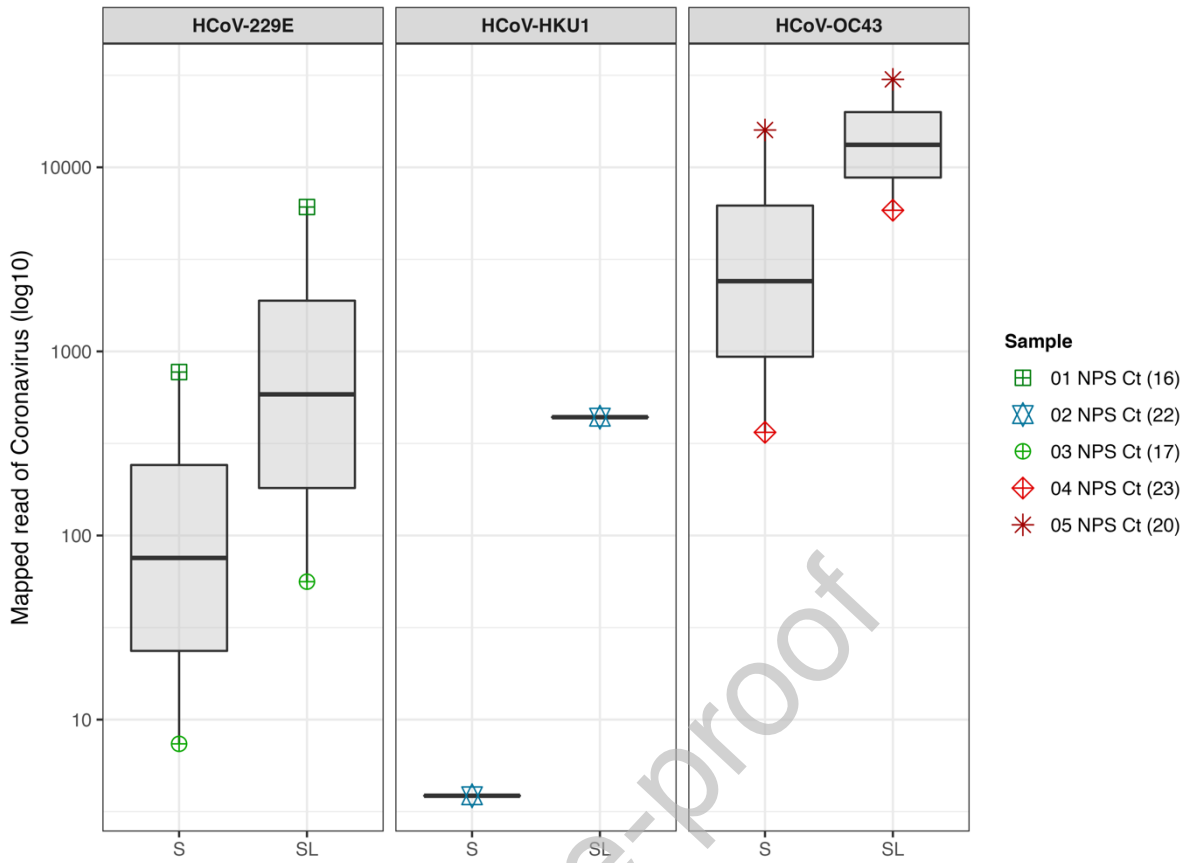 HCoV-229E
HCoV-HKU1
HCoV-OC43
Mapped read of Coronavirus (log10)
10000
1000
100
10
S
SL
S
SL
S
SL
Sample
01 NPS Ct (16)
02 NPS Ct (22)
03 NPS Ct (17)
04 NPS Ct (23)
05 NPS Ct (20)
e-proof